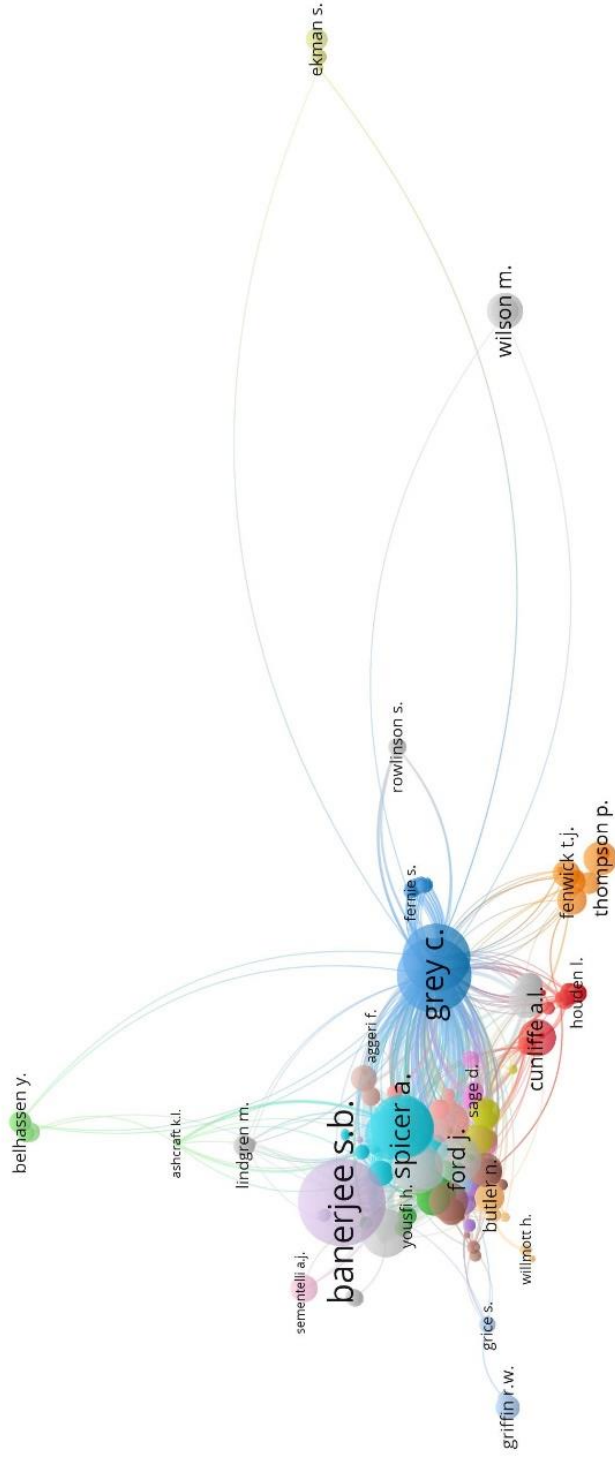 ekman s.
wilson m.
rowlinson s.
fernie s.
fenwick t.j.
thompson p.
grey c.
houden l.
cunliffe a.l.
aggeri f.
sage d.
belhassen y.
ashcraft k.l.
lindgren m.
spicer a.
ford j.
banerjee s.b.
yousfi h.
butler n.
willmott h.
sementelli a.j.
grice s.
griffin r.w.